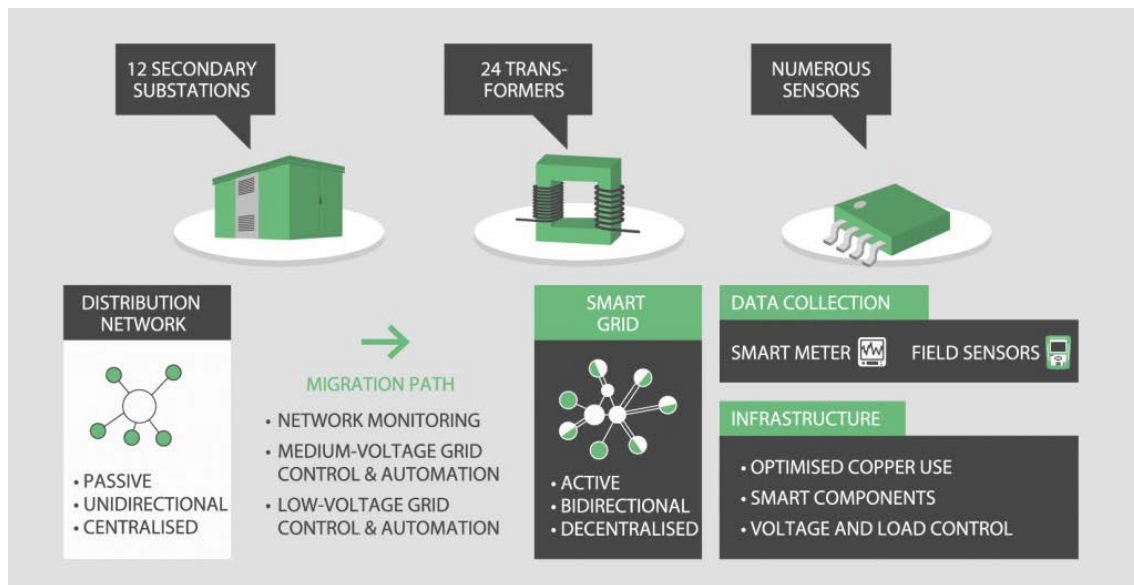 12 SECONDARY
SUBSTATIONS
24 TRANS-
FORMERS
NUMEROUS
SENSORS
DISTRIBUTION
NETWORK
• PASSIVE
• UNIDIRECTIONAL
• CENTRALISED
MIGRATION PATH
• NETWORK MONITORING
• MEDIUM-VOLTAGE GRID
CONTROL & AUTOMATION
• LOW-VOLTAGE GRID
CONTROL & AUTOMATION
SMART
GRID
• ACTIVE
• BIDIRECTIONAL
• DECENTRALISED
DATA COLLECTION
SMART METER
FIELD SENSORS
INFRASTRUCTURE
• OPTIMISED COPPER USE
• SMART COMPONENTS
• VOLTAGE AND LOAD CONTROL